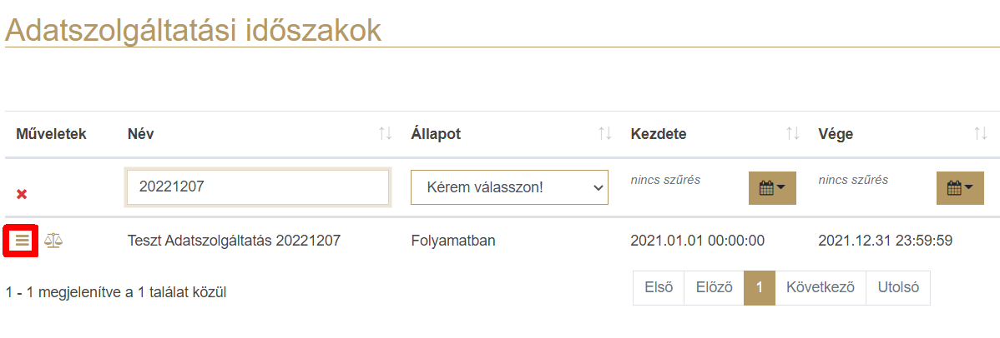 Adatszolgáltatási időszakok
Műveletek Név Állapot Kezdete Vége
20221207 Kérem válasszon! nincs szűrés nincs szűrés
Teszt Adatszolgáltatás 20221207 Folyamatban 2021.01.01 00:00:00 2021.12.31 23:59:59
1 - 1 megjelenítve a 1 találat közül Első Előző 1 Következő Utolsó